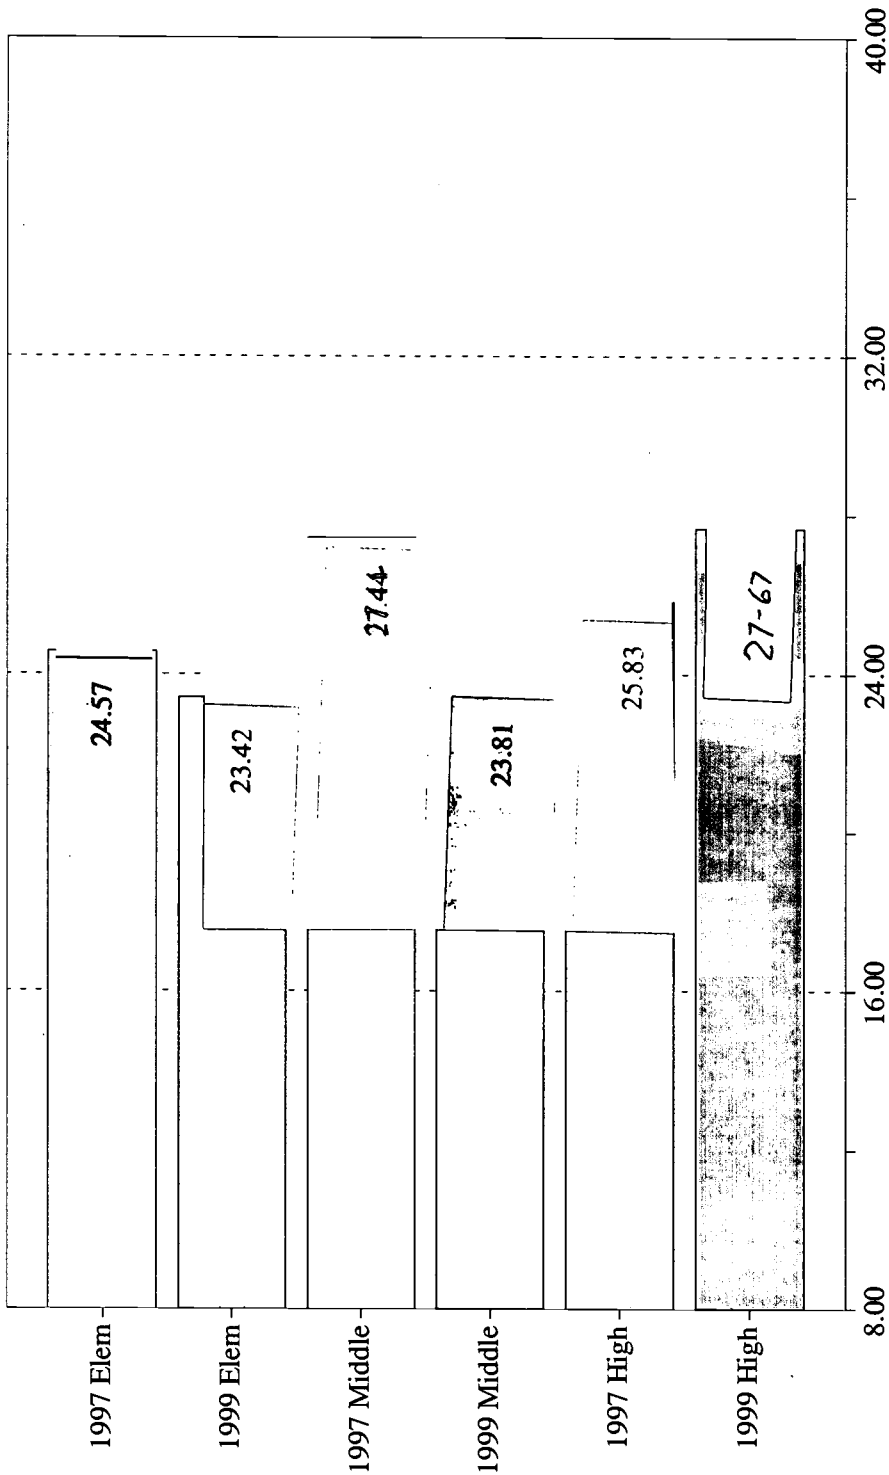 1997 Elem
24.57
1999 Elem
23.42
1997 Middle
27.44
1999 Middle
23.81
1997 High
25.83
1999 High
27-67
8.00
16.00
24.00
32.00
40.00